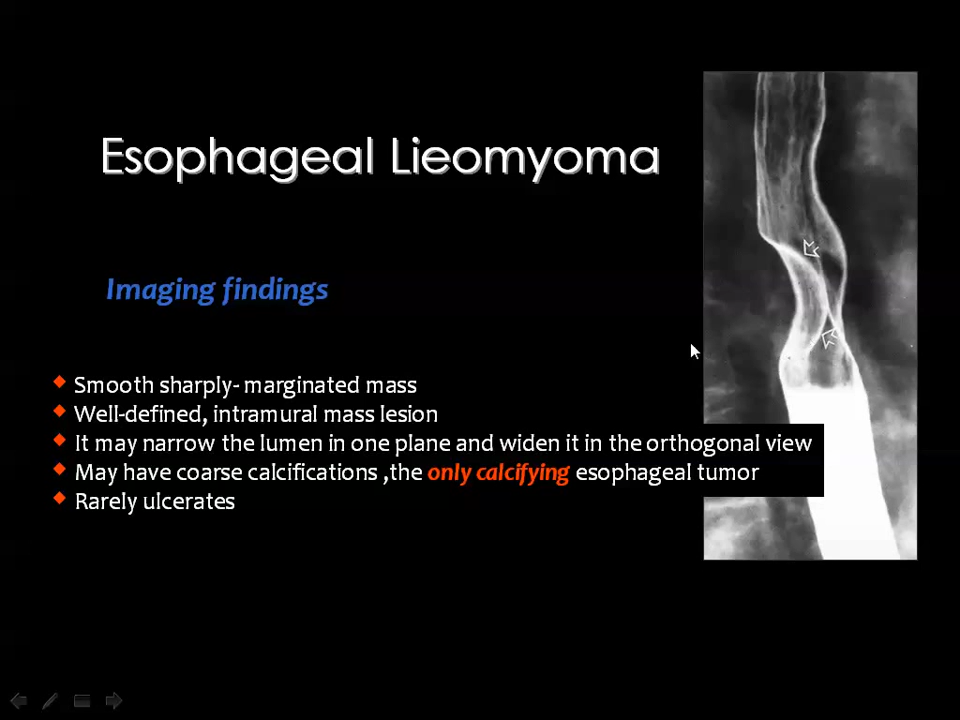 Esophageal Lieomyoma
Imaging findings
Smooth sharply- marginated mass
Well-defined, intramural mass lesion
It may narrow the lumen in one plane and widen it in the orthogonal view
May have coarse calcifications ,the only calcifying esophageal tumor
Rarely ulcerates